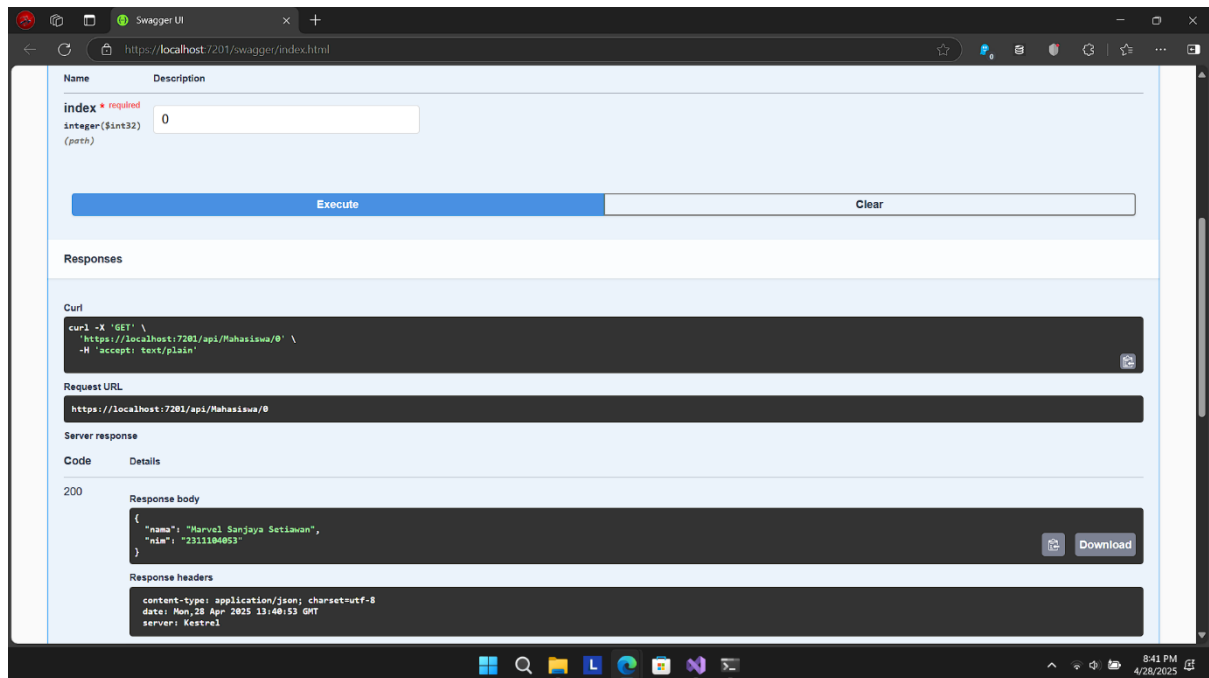 Swagger UI
https://localhost:7201/swagger/index.html
Name Description
index * required
integer($int32)
(path)
0
Execute Clear
Responses
Curl
curl -X 'GET' \
'https://localhost:7201/api/Mahasiswa/0' \
-H 'accept: text/plain'
Request URL
https://localhost:7201/api/Mahasiswa/0
Server response
Code Details
200
Response body
{
"nama": "Marvel Sanjaya Setiawan",
"nim": "2311104053"
}
Download
Response headers
content-type: application/json; charset=utf-8
date: Mon,28 Apr 2025 13:40:53 GMT
server: Kestrel
L
8:41 PM
4/28/2025